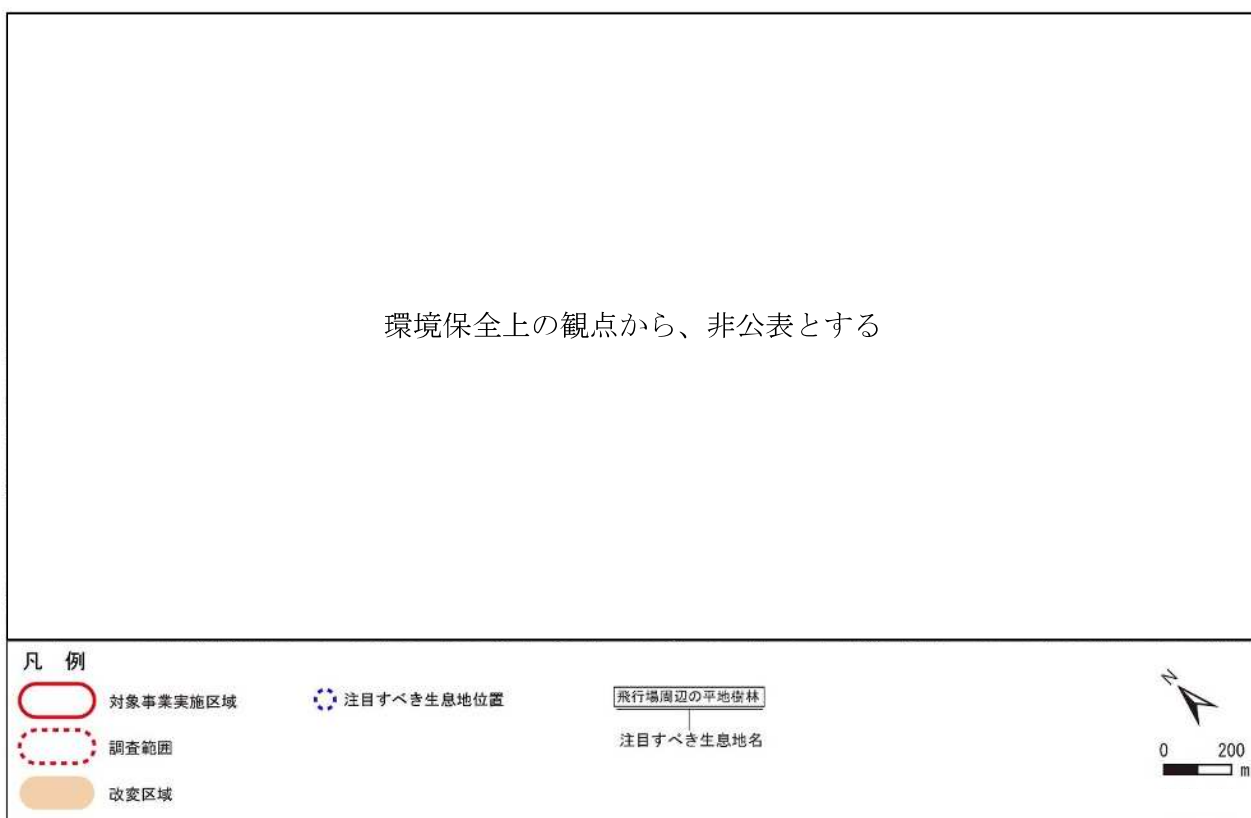 環境保全上の観点から、非公表とする
凡 例
対象事業実施区域
調査範囲
改変区域
注目すべき生息地位置
飛行場周辺の平地樹林
注目すべき生息地名
N
0 200
m